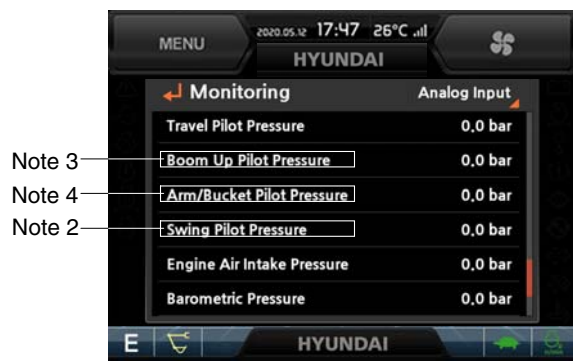 MENU
2020.05.12 17:47 26°C
HYUNDAI
Monitoring Analog Input
Travel Pilot Pressure 0.0 bar
Note 3 Boom Up Pilot Pressure 0.0 bar
Note 4 Arm/Bucket Pilot Pressure 0.0 bar
Note 2 Swing Pilot Pressure 0.0 bar
Engine Air Intake Pressure 0.0 bar
Barometric Pressure 0.0 bar
E HYUNDAI